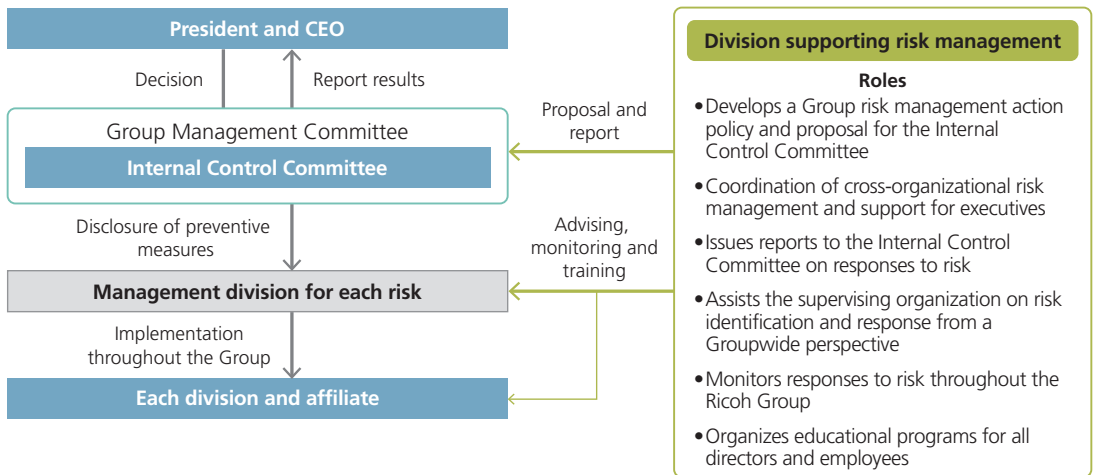 President and CEO
Decision
Report results
Group Management Committee
Internal Control Committee
Disclosure of preventive
measures
Management division for each risk
Implementation
throughout the Group
Each division and affiliate
Proposal and
report
Advising,
monitoring and
training
Division supporting risk management
Roles
•Develops a Group risk management action
policy and proposal for the Internal
Control Committee
•Coordination of cross-organizational risk
management and support for executives
•Issues reports to the Internal Control
Committee on responses to risk
•Assists the supervising organization on risk
identification and response from a
Groupwide perspective
•Monitors responses to risk throughout the
Ricoh Group
•Organizes educational programs for all
directors and employees